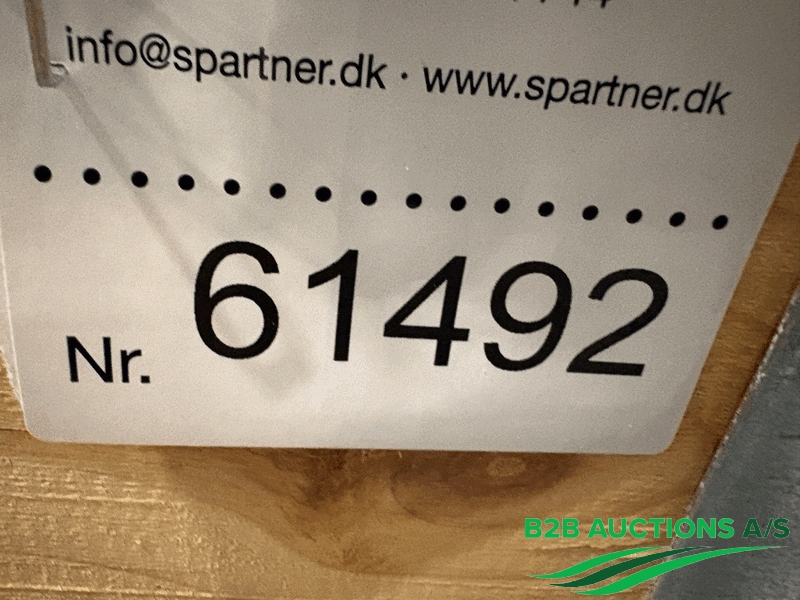 info@spartner.dk · www.spartner.dk
Nr. 61492
B2B AUCTIONS A/S